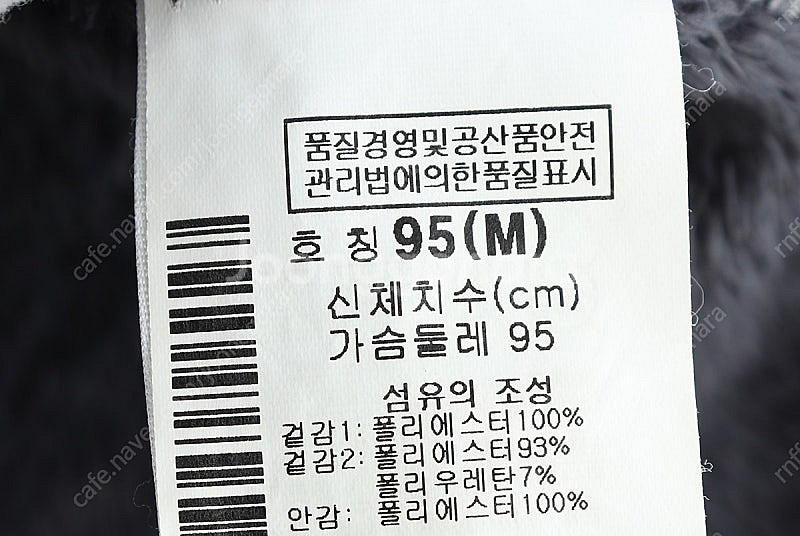 품질경영및공산품안전
관리법에의한품질표시
호 칭 95(M)
신체치수(cm)
가슴둘레 95
섬유의 조성
겉감1: 폴리에스터100%
겉감2: 폴리에스터93%
폴리우레탄7%
안감: 폴리에스터100%